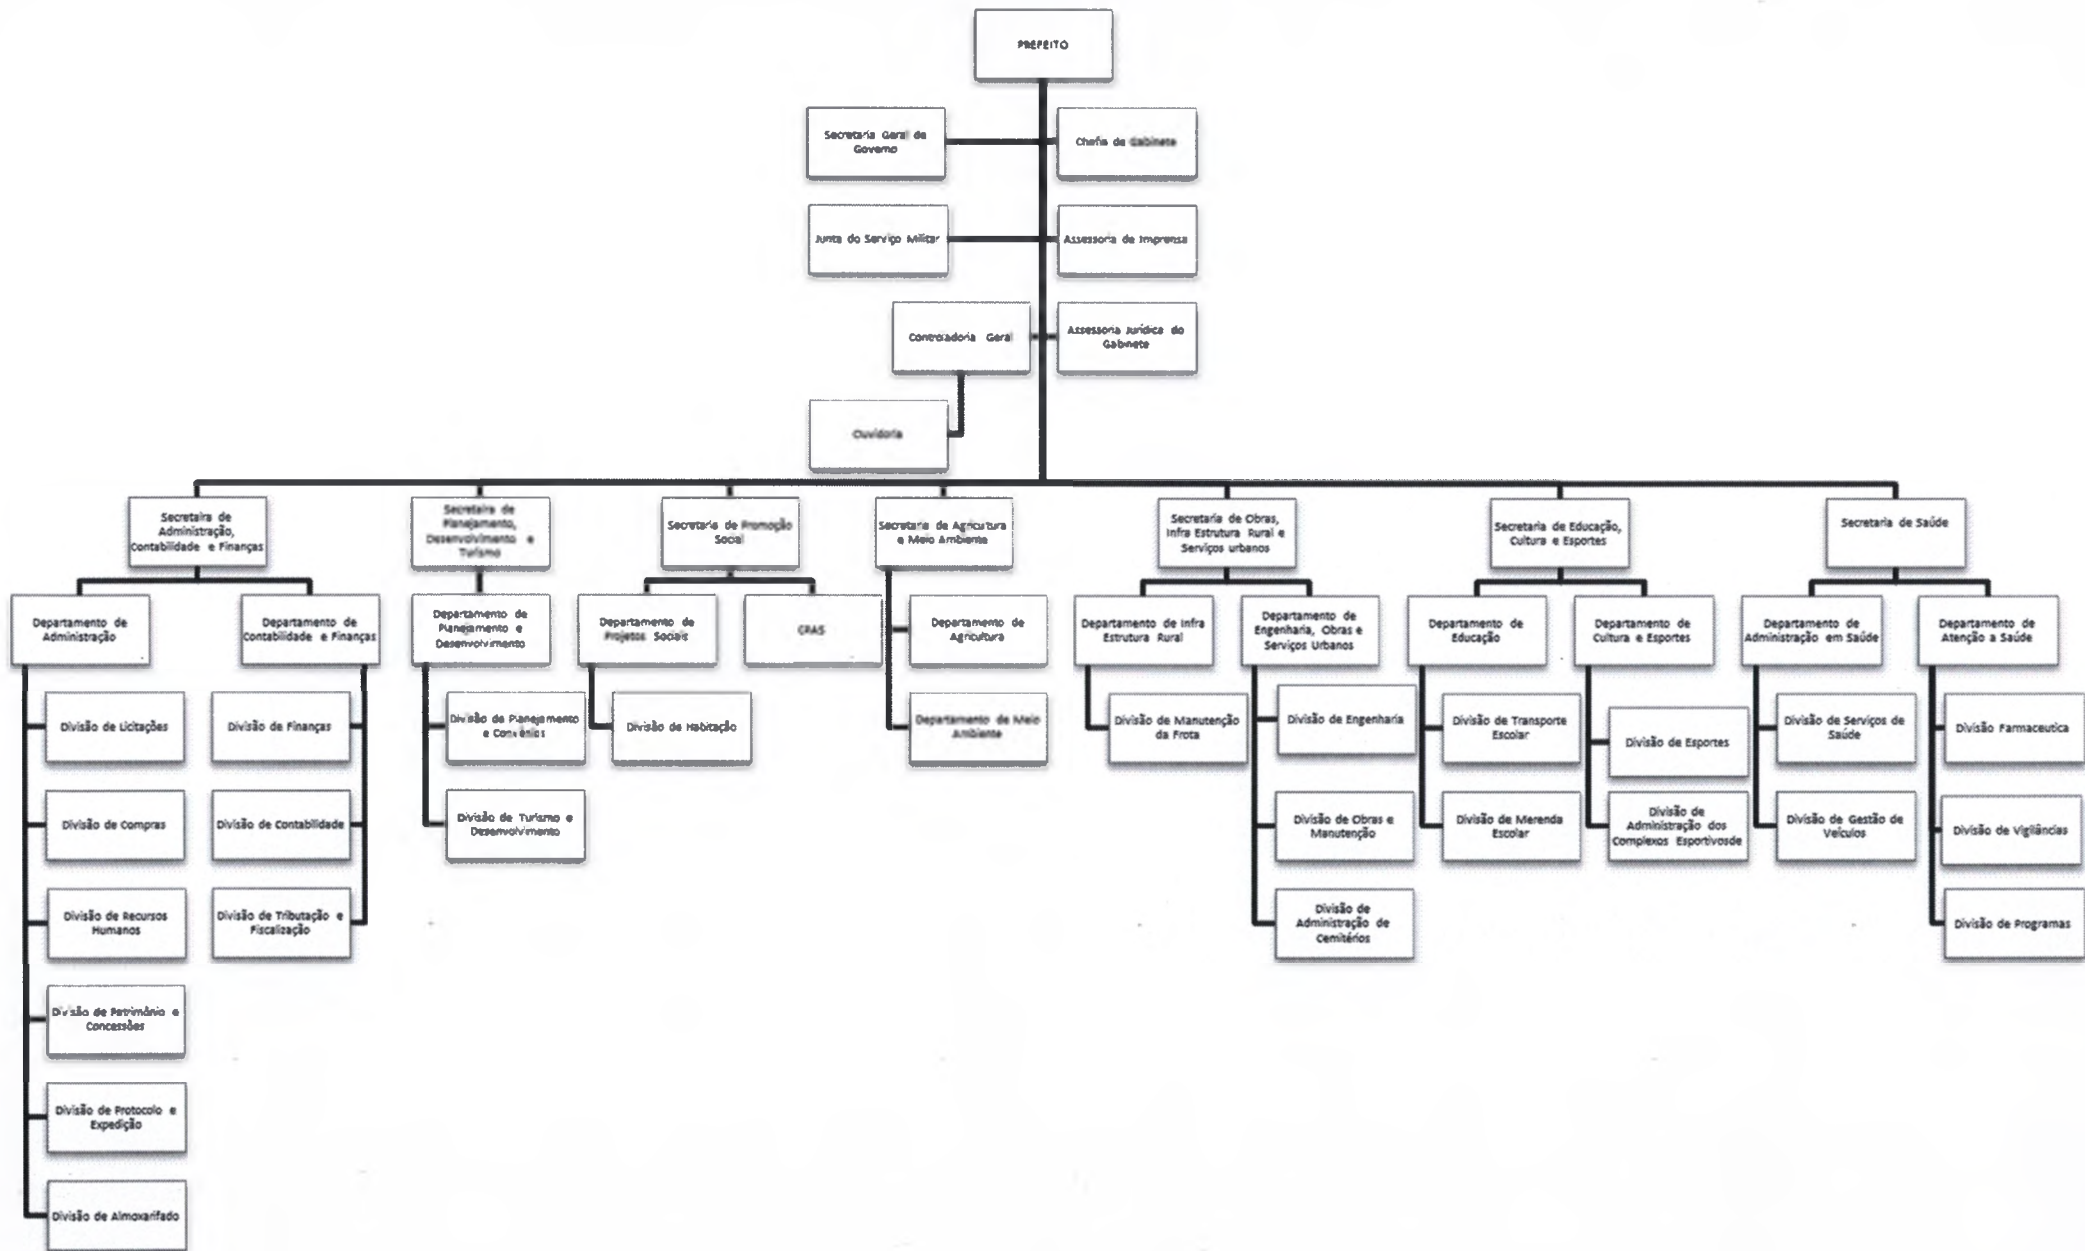 PREFEITO
Secretaria Geral de
Governo
Chefia de Gabinete
Junta do Serviço Militar
Assessoria de Imprensa
Controladoria Geral
Assessoria Jurídica do
Gabinete
Ouvidoria
Secretaira de
Administração,
Contabilidade e Finanças
Secretaira de
Planejamento,
Desenvolvimento e
Turismo
Secretaria de Promoção
Social
Secretaria de Agricultura
e Meio Ambiente
Secretaria de Obras,
Infra Estrutura Rural e
Serviços urbanos
Secretaria de Educação,
Cultura e Esportes
Secretaria de Saúde
Departamento de
Administração
Departamento de
Contabilidade e Finanças
Departamento de
Planejamento e
Desenvolvimento
Departamento de
Projetos Sociais
CRAS
Departamento de
Agricultura
Departamento de Infra
Estrutura Rural
Departamento de
Engenharia, Obras e
Serviços Urbanos
Departamento de
Educação
Departamento de
Cultura e Esportes
Departamento de
Administração em Saúde
Departamento de
Atenção a Saúde
Divisão de Licitações
Divisão de Finanças
Divisão de Planejamento
e Convênios
Divisão de Habitação
Departamento de Meio
Ambiente
Divisão de Manutenção
da Frota
Divisão de Engenharia
Divisão de Transporte
Escolar
Divisão de Esportes
Divisão de Serviços de
Saúde
Divisão Farmaceutica
Divisão de Compras
Divisão de Contabilidade
Divisão de Turismo e
Desenvolvimento
Divisão de Obras e
Manutenção
Divisão de Merenda
Escolar
Divisão de
Administração dos
Complexos Esportivosde
Divisão de Gestão de
Veículos
Divisão de Vigilâncias
Divisão de Recursos
Humanos
Divisão de Tributação e
Fiscalização
Divisão de
Administração de
Cemitérios
Divisão de Programas
Divisão de Patrimônio e
Concessões
Divisão de Protocolo e
Expedição
Divisão de Almoxarifado